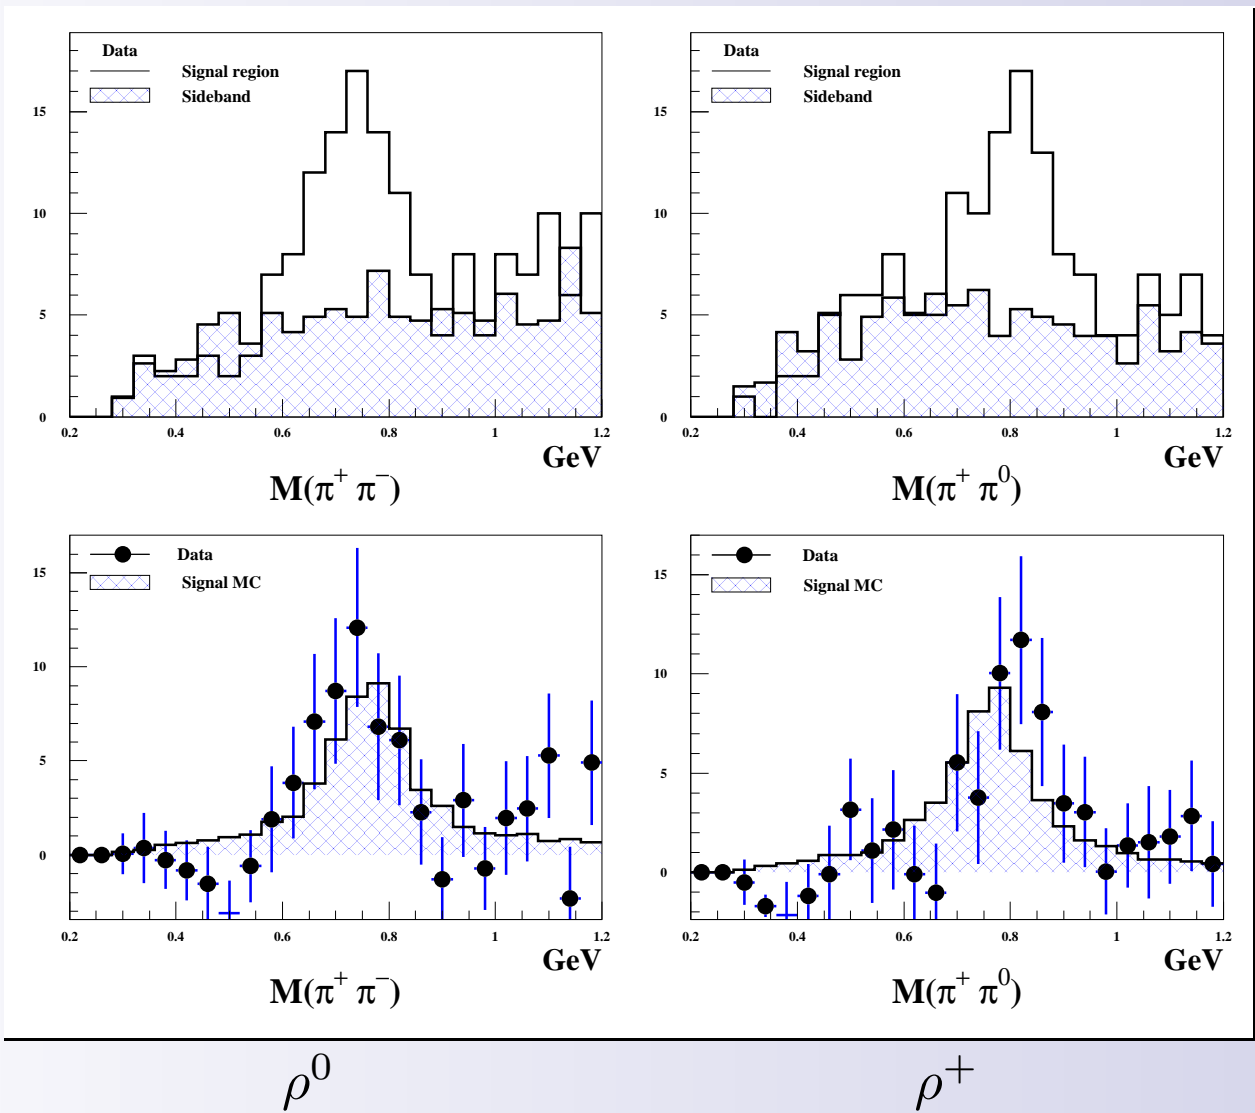 Data
Signal region
Sideband
15
10
5
0
0.2 0.4 0.6 0.8 1 1.2
GeV
M(π⁺ π⁻)
Data
Signal region
Sideband
15
10
5
0
0.2 0.4 0.6 0.8 1 1.2
GeV
M(π⁺ π⁰)
Data
Signal MC
15
10
5
0
0.2 0.4 0.6 0.8 1 1.2
GeV
M(π⁺ π⁻)
Data
Signal MC
15
10
5
0
0.2 0.4 0.6 0.8 1 1.2
GeV
M(π⁺ π⁰)
ρ⁰ ρ⁺